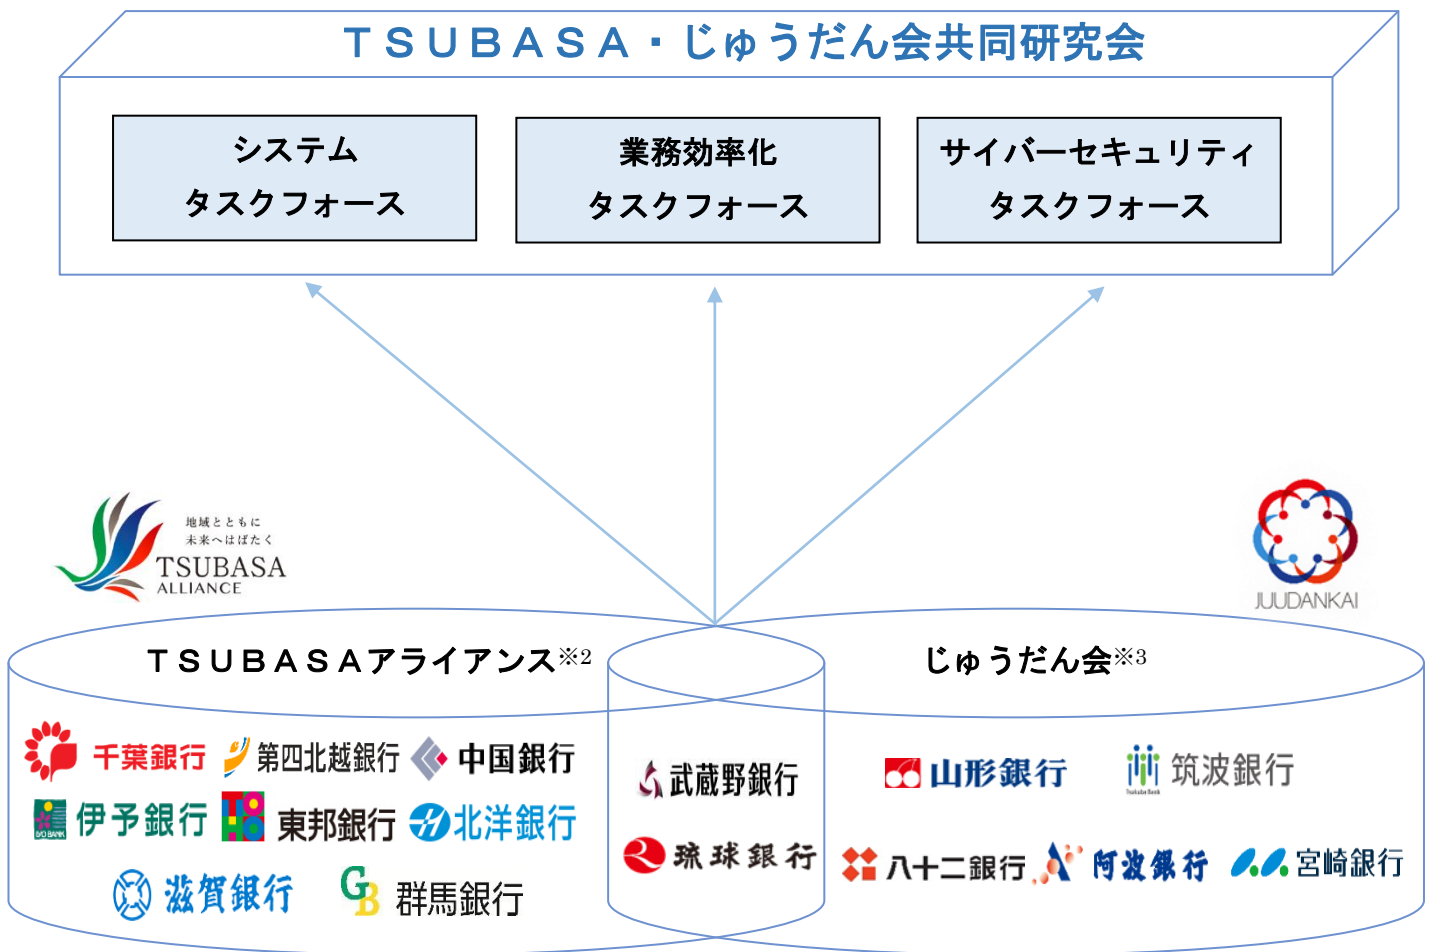 ＴＳＵＢＡＳＡ・じゅうだん会共同研究会
システム
タスクフォース
業務効率化
タスクフォース
サイバーセキュリティ
タスクフォース
地域とともに
未来へはばたく
TSUBASA
ALLIANCE
JUUDANKAI
ＴＳＵＢＡＳＡアライアンス※2
じゅうだん会※3
千葉銀行
第四北越銀行
中国銀行
IYO BANK
伊予銀行
TOHO
東邦銀行
北洋銀行
滋賀銀行
GB
群馬銀行
武蔵野銀行
琉球銀行
山形銀行
Tsukuba Bank
筑波銀行
八十二銀行
阿波銀行
宮崎銀行